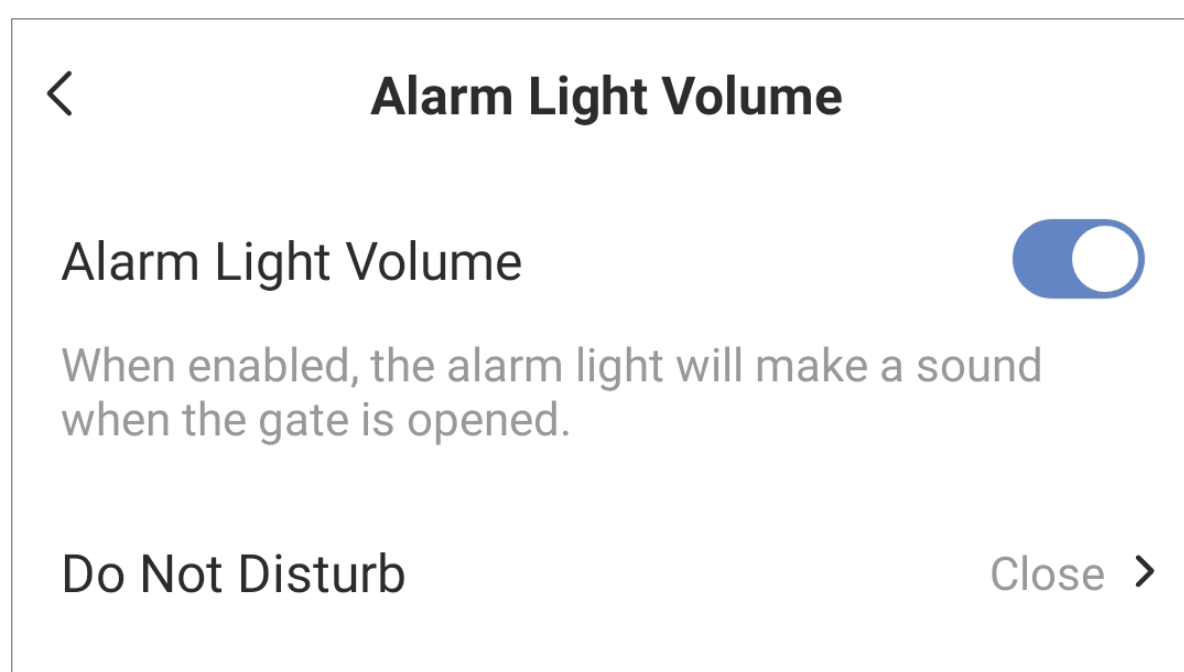 Alarm Light Volume
Alarm Light Volume
When enabled, the alarm light will make a sound
when the gate is opened.
Do Not Disturb Close